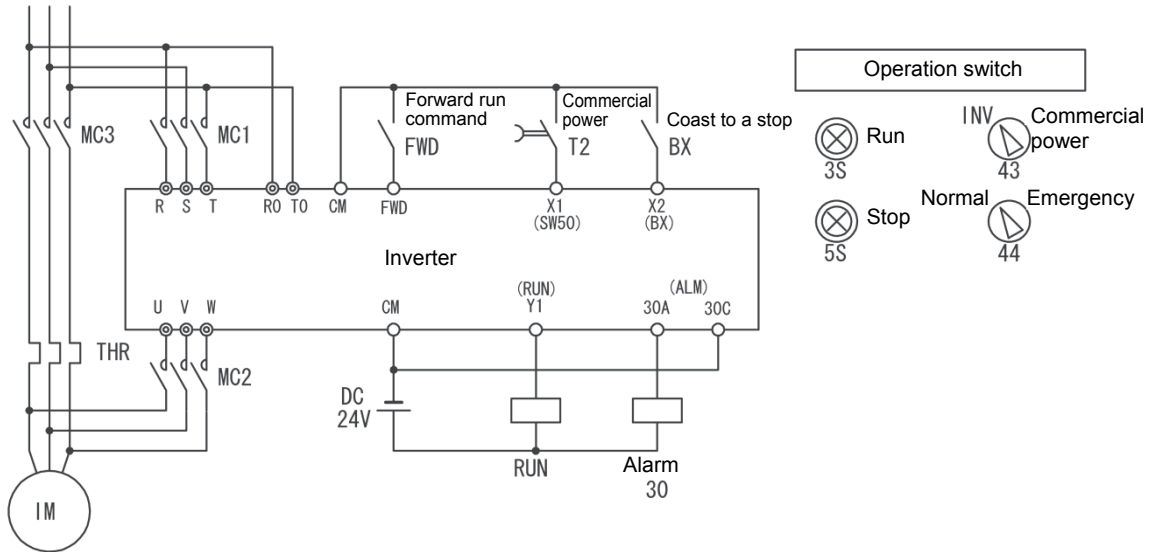 Operation switch
Forward run
command
Commercial
power
Coast to a stop
INV
Commercial
power
MC3
MC1
FWD
T2
BX
Run
3S
43
R
S
T
R0
T0
CM
FWD
X1
(SW50)
X2
(BX)
Normal
Emergency
Stop
5S
44
Inverter
U
V
W
CM
(RUN)
Y1
(ALM)
30A
30C
THR
MC2
DC
24V
RUN
Alarm
30
IM